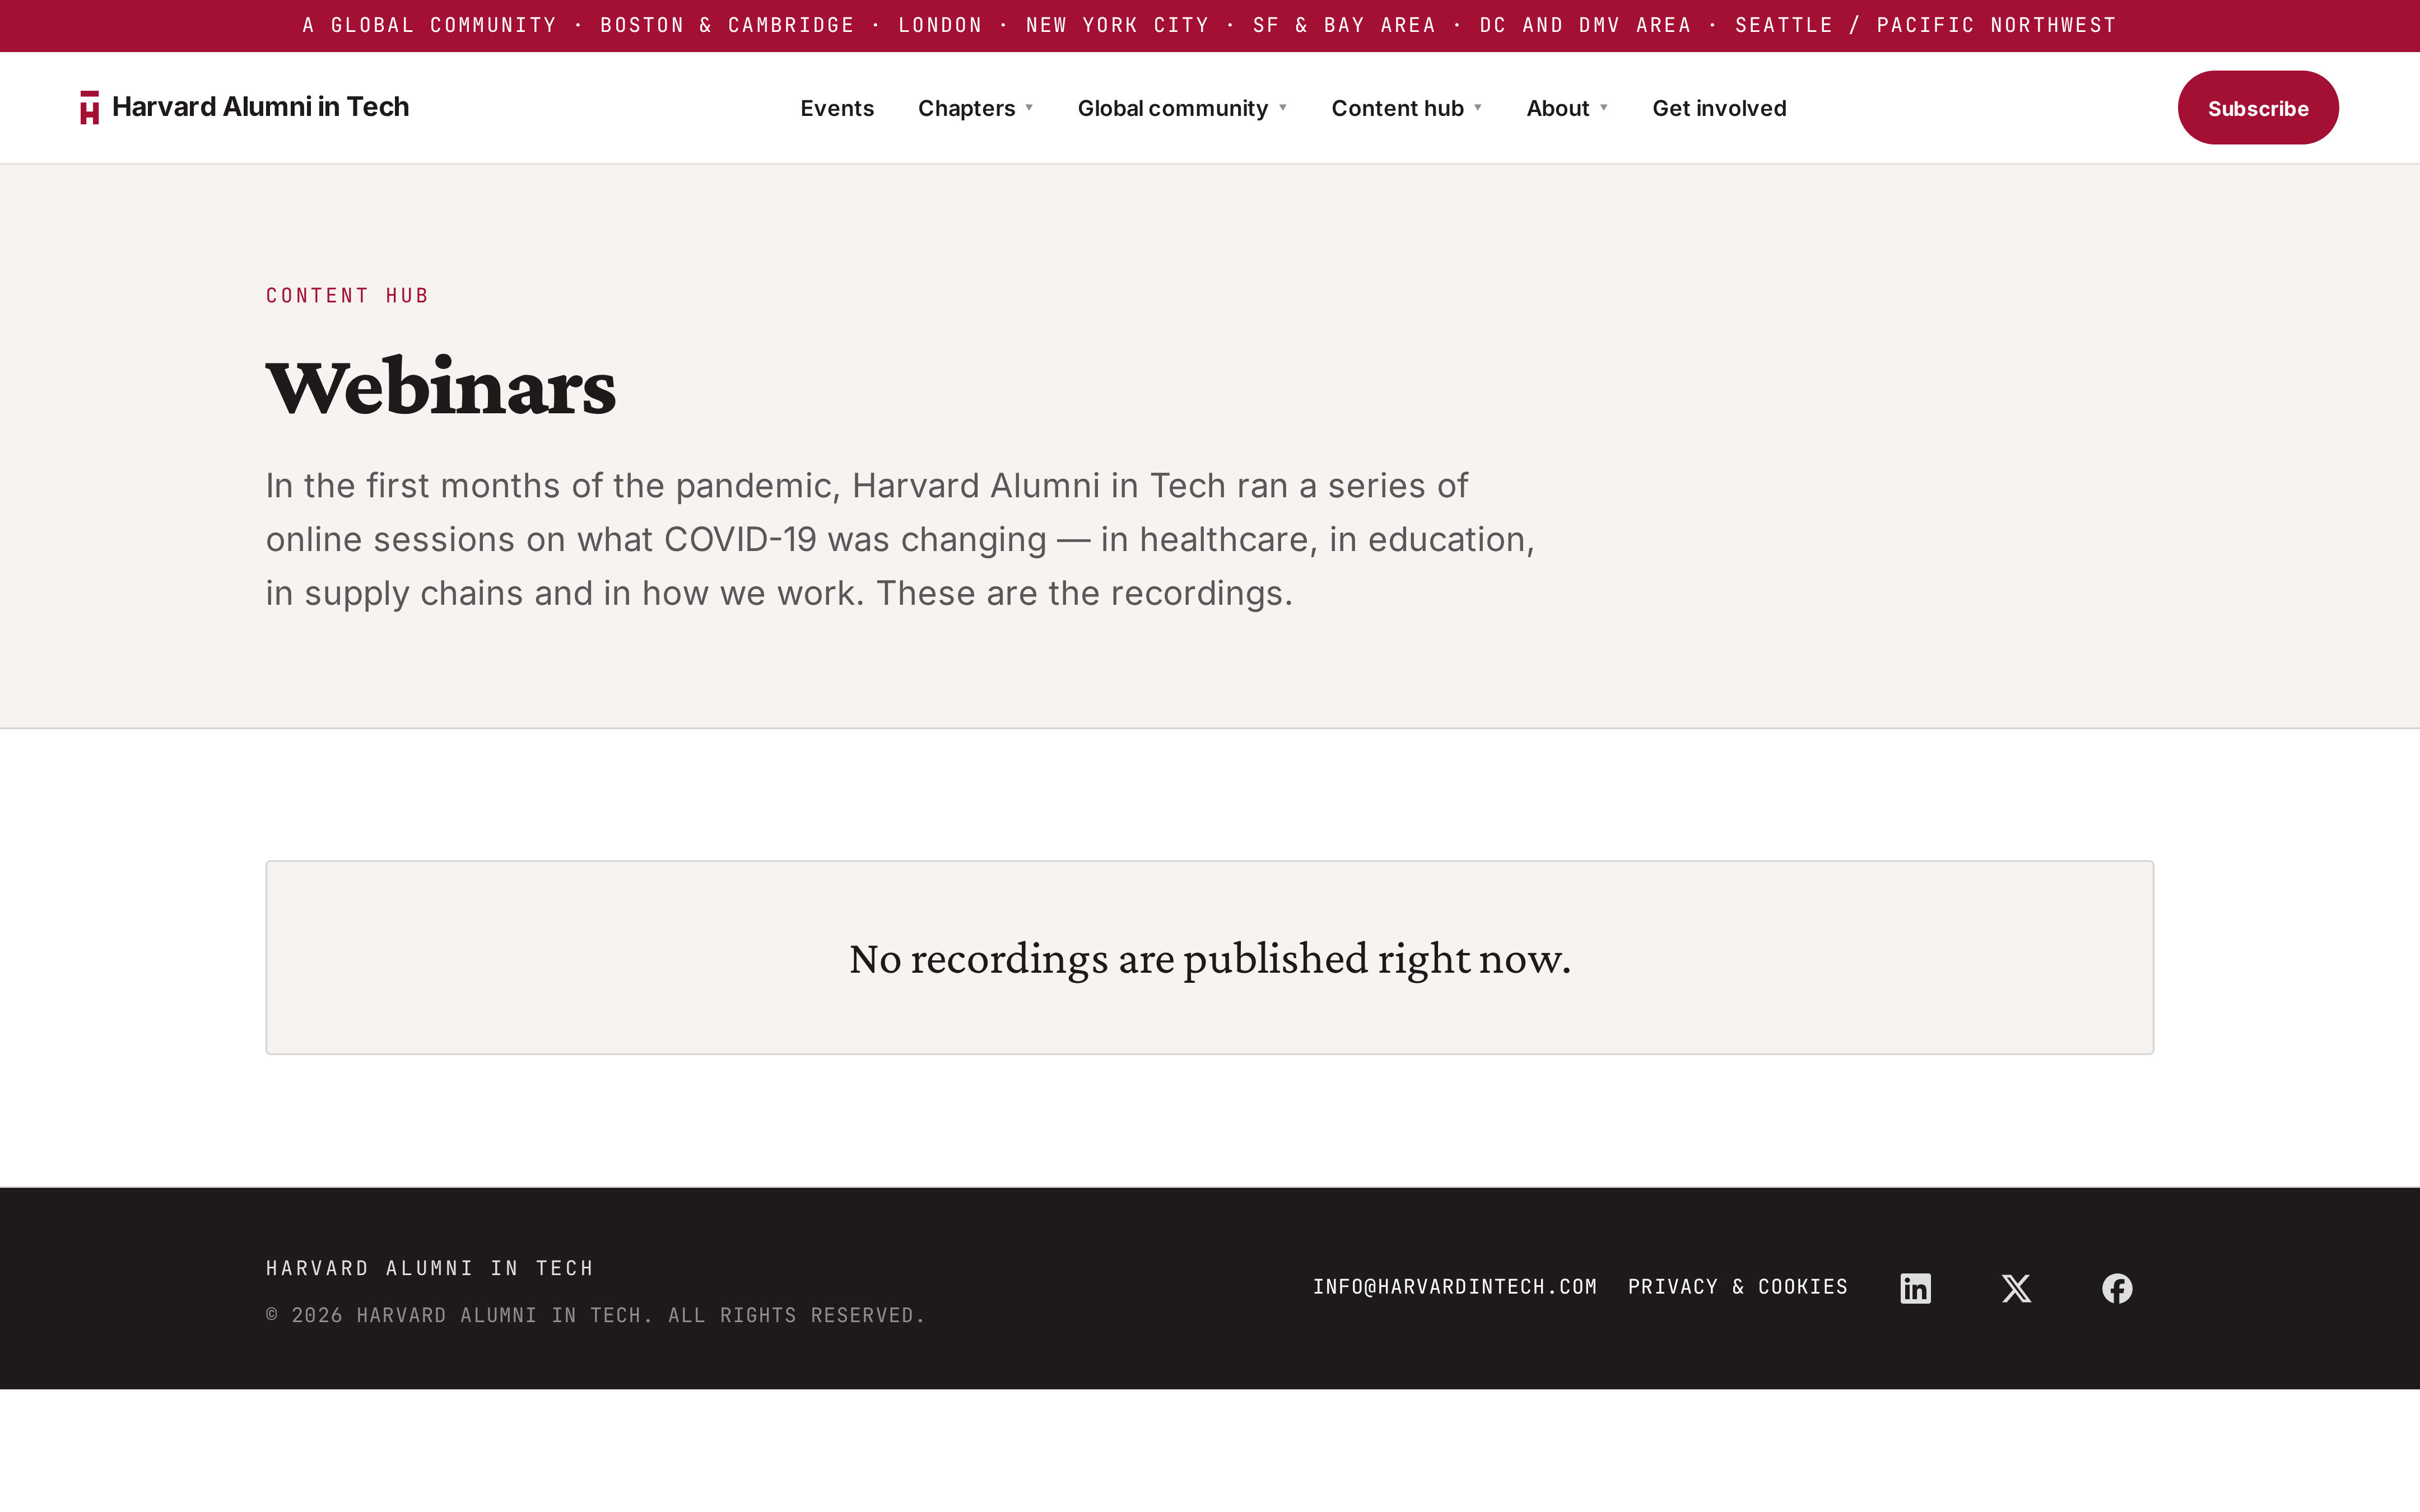 A GLOBAL COMMUNITY · BOSTON & CAMBRIDGE · LONDON · NEW YORK CITY · SF & BAY AREA · DC AND DMV AREA · SEATTLE / PACIFIC NORTHWEST
Harvard Alumni in Tech
Events
Chapters
Global community
Content hub
About
Get involved
Subscribe
CONTENT HUB
Webinars
In the first months of the pandemic, Harvard Alumni in Tech ran a series of
online sessions on what COVID-19 was changing — in healthcare, in education,
in supply chains and in how we work. These are the recordings.
No recordings are published right now.
HARVARD ALUMNI IN TECH
© 2026 HARVARD ALUMNI IN TECH. ALL RIGHTS RESERVED.
INFO@HARVARDINTECH.COM
PRIVACY & COOKIES